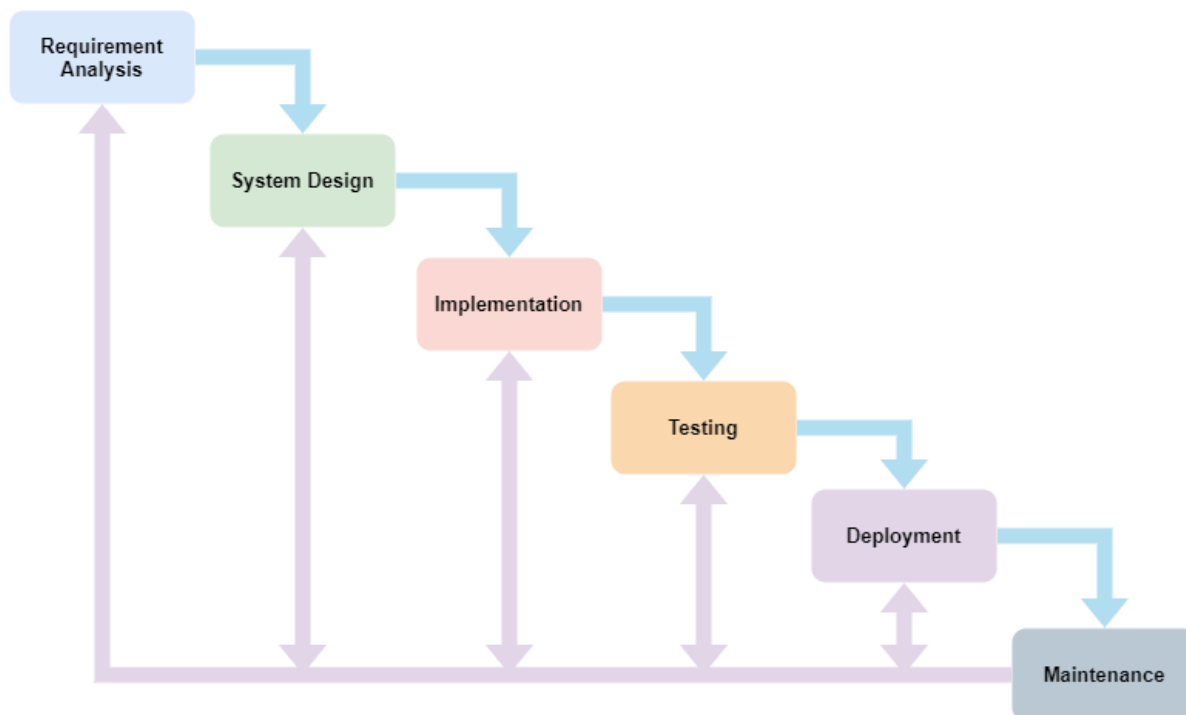 Requirement
Analysis
System Design
Implementation
Testing
Deployment
Maintenance